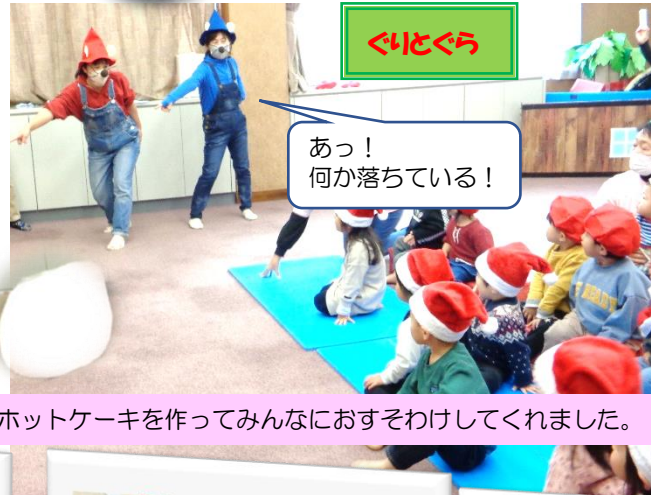 ぐりとぐら
あっ！
何か落ちている！
ホットケーキを作ってみんなにおすそわけしてくれました。